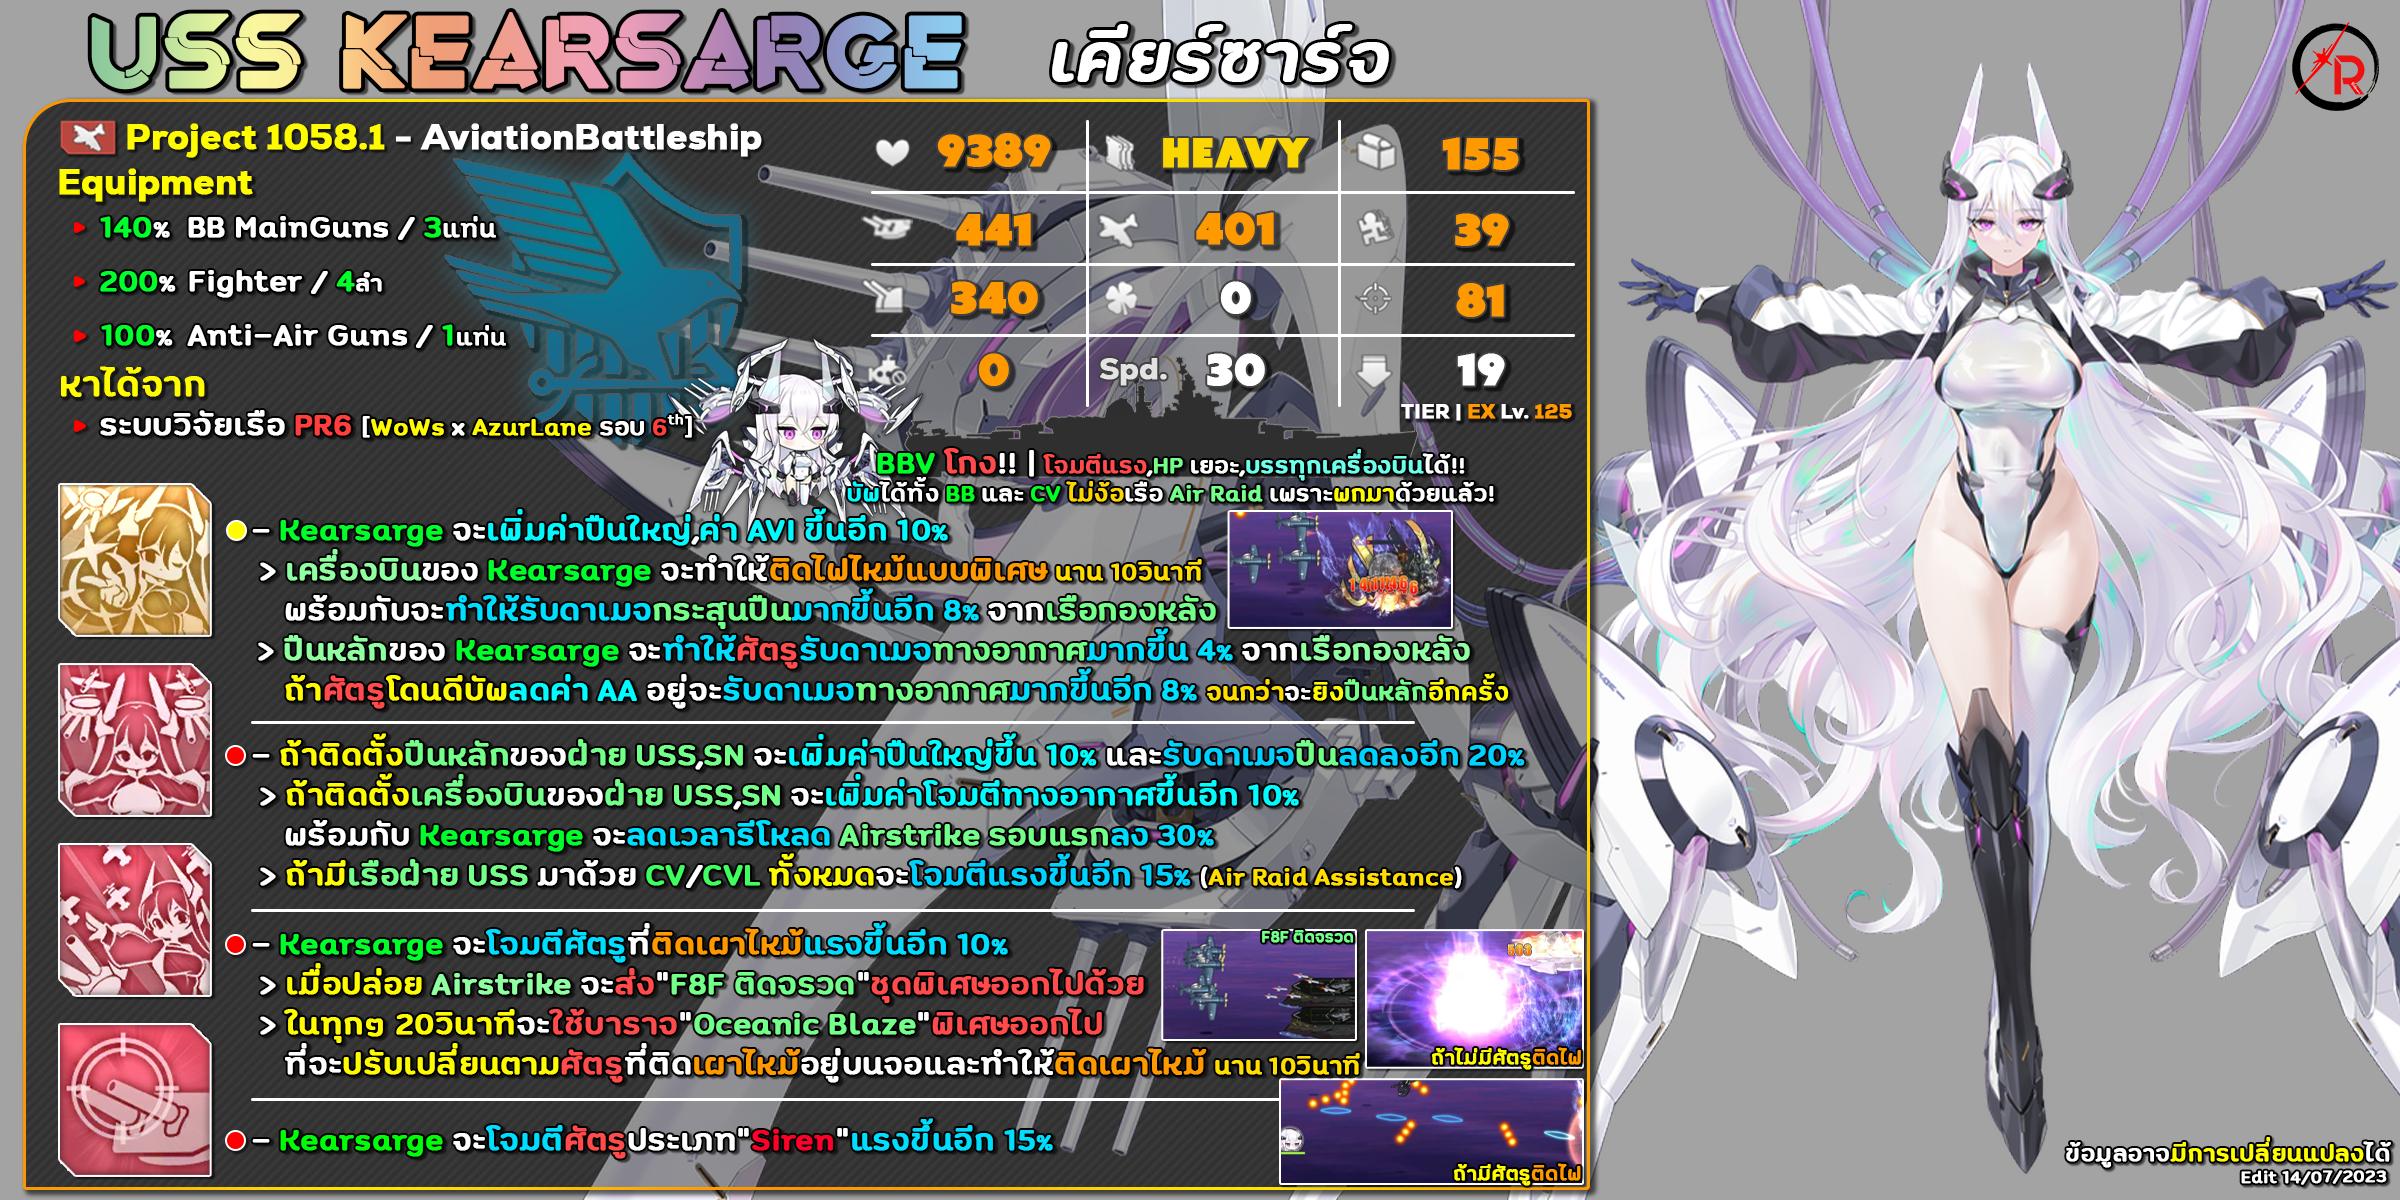 USS KEARSARGE เคียร์ซาร์จ
R
Project 1058.1 - AviationBattleship
Equipment
140% BB MainGuns / 3แท่น
200% Fighter / 4ลำ
100% Anti-Air Guns / 1แท่น
หาได้จาก
ระบบวิจัยเรือ PR6 [WoWs x AzurLane รอบ 6th]
9389 HEAVY 155
441 401 39
340 0 81
0 Spd. 30 19
TIER | EX Lv. 125
BBV โกง!! | โจมตีแรง,HP เยอะ,บรรทุกเครื่องบินได้!!
บัพได้ทั้ง BB และ CV ไม่ง้อเรือ Air Raid เพราะพกมาด้วยแล้ว!
- Kearsarge จะเพิ่มค่าปืนใหญ่,ค่า AVI ขึ้นอีก 10%
> เครื่องบินของ Kearsarge จะทำให้ติดไฟไหม้แบบพิเศษ นาน 10วินาที
พร้อมกับจะทำให้รับดาเมจกระสุนปืนมากขึ้นอีก 8% จากเรือกองหลัง
> ปืนหลักของ Kearsarge จะทำให้ศัตรูรับดาเมจทางอากาศมากขึ้น 4% จากเรือกองหลัง
ถ้าศัตรูโดนดีบัพลดค่า AA อยู่จะรับดาเมจทางอากาศมากขึ้นอีก 8% จนกว่าจะยิงปืนหลักอีกครั้ง
- ถ้าติดตั้งปืนหลักของฝ่าย USS,SN จะเพิ่มค่าปืนใหญ่ขึ้น 10% และรับดาเมจปืนลดลงอีก 20%
> ถ้าติดตั้งเครื่องบินของฝ่าย USS,SN จะเพิ่มค่าโจมตีทางอากาศขึ้นอีก 10%
พร้อมกับ Kearsarge จะลดเวลารีโหลด Airstrike รอบแรกลง 30%
> ถ้ามีเรือฝ่าย USS มาด้วย CV/CVL ทั้งหมดจะโจมตีแรงขึ้นอีก 15% (Air Raid Assistance)
- Kearsarge จะโจมตีศัตรูที่ติดเผาไหม้แรงขึ้นอีก 10%
> เมื่อปล่อย Airstrike จะส่ง"F8F ติดจรวด"ชุดพิเศษออกไปด้วย
> ในทุกๆ 20วินาทีจะใช้บาราจ"Oceanic Blaze"พิเศษออกไป
ที่จะปรับเปลี่ยนตามศัตรูที่ติดเผาไหม้อยู่บนจอและทำให้ติดเผาไหม้ นาน 10วินาที
F8F ติดจรวด
ถ้าไม่มีศัตรูติดไฟ
- Kearsarge จะโจมตีศัตรูประเภท"Siren"แรงขึ้นอีก 15%
ถ้ามีศัตรูติดไฟ
ข้อมูลอาจมีการเปลี่ยนแปลงได้
Edit 14/07/2023